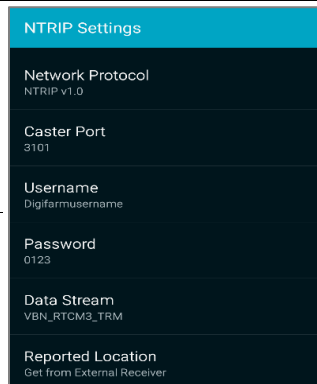 NTRIP Settings
Network Protocol
NTRIP v1.0
Caster Port
3101
Username
Digifarmusername
Password
0123
Data Stream
VBN_RTCM3_TRM
Reported Location
Get from External Receiver